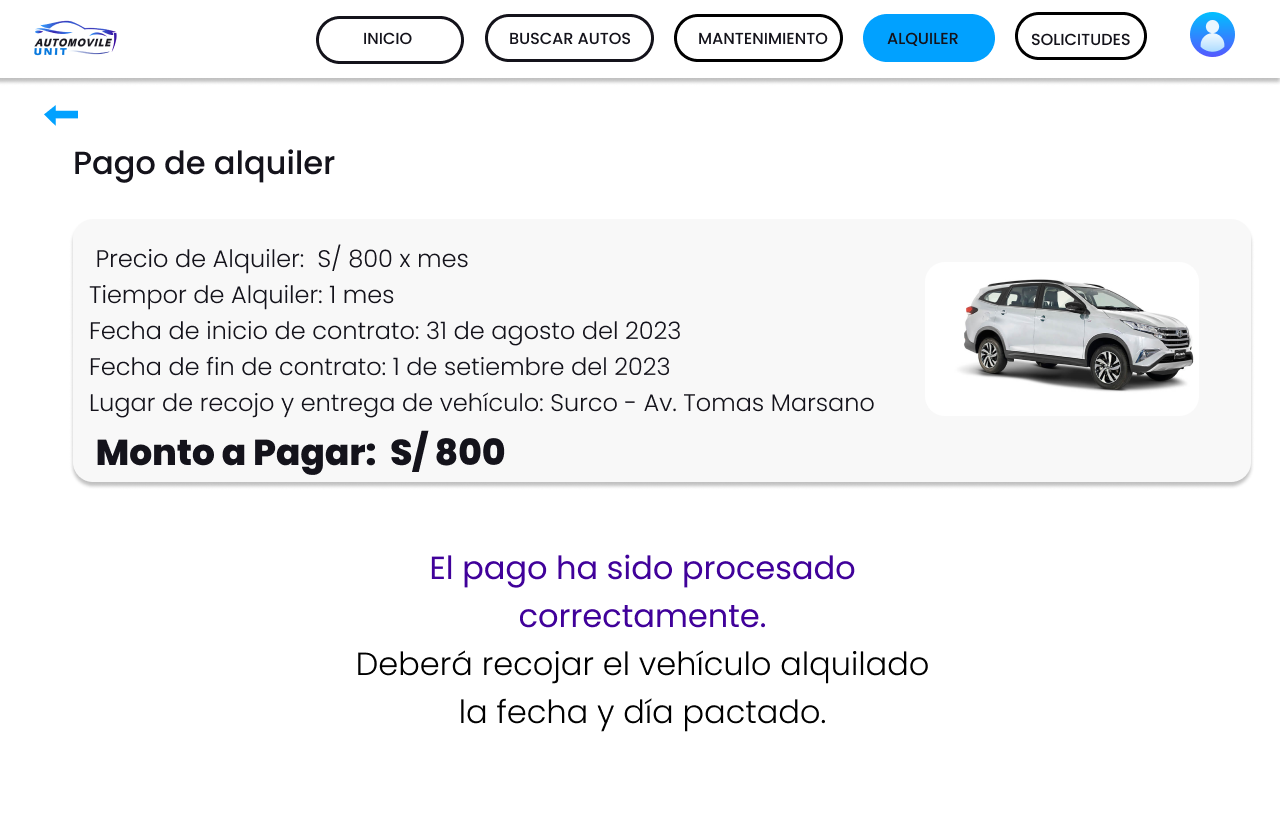 AUTOMOVILE
UNIT
INICIO
BUSCAR AUTOS
MANTENIMIENTO
ALQUILER
SOLICITUDES
Pago de alquiler
Precio de Alquiler: S/ 800 x mes
Tiempor de Alquiler: 1 mes
Fecha de inicio de contrato: 31 de agosto del 2023
Fecha de fin de contrato: 1 de setiembre del 2023
Lugar de recojo y entrega de vehículo: Surco - Av. Tomas Marsano
Monto a Pagar: S/ 800
El pago ha sido procesado
correctamente.
Deberá recojar el vehículo alquilado
la fecha y día pactado.